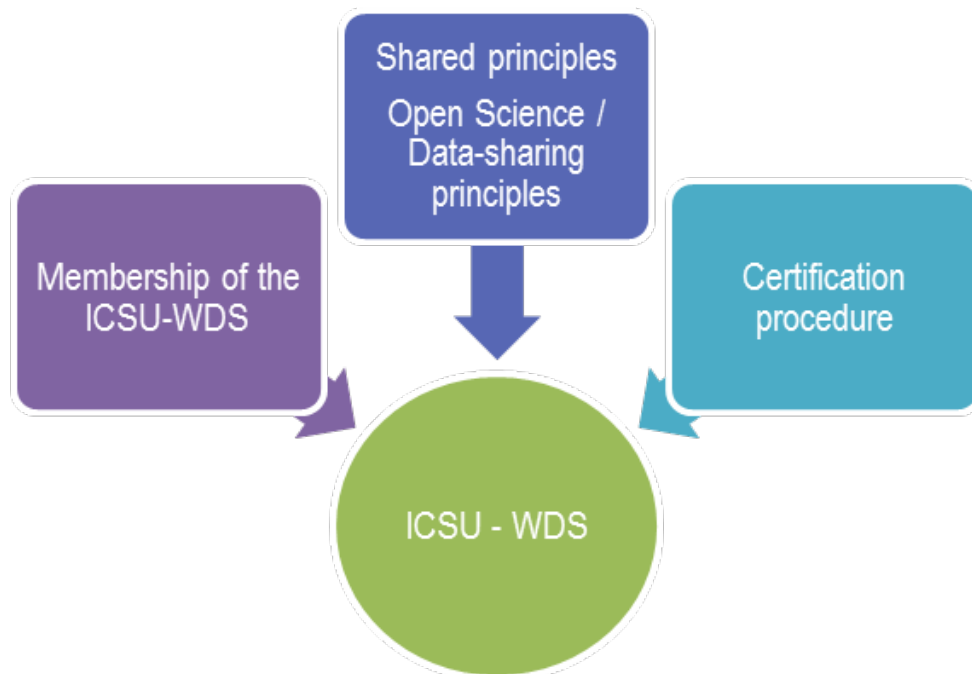 Shared principles
Open Science /
Data-sharing
principles
Membership of the
ICSU-WDS
Certification
procedure
ICSU - WDS